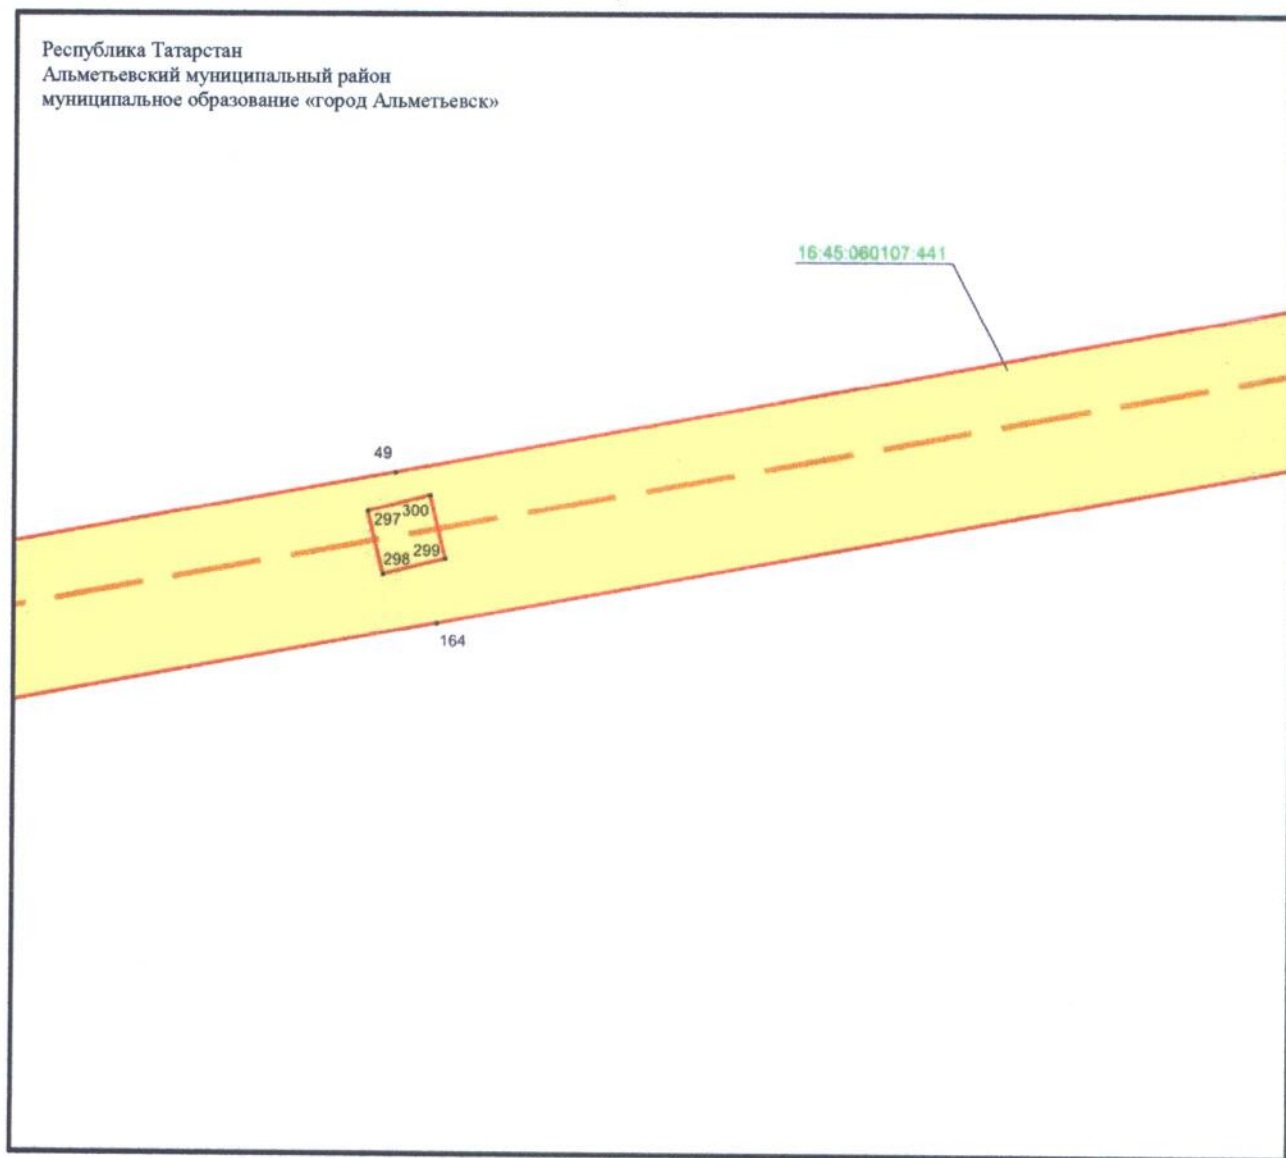 Республика Татарстан
Альметьевский муниципальный район
муниципальное образование «город Альметьевск»
16:45:060107:441
49
297 300
298 299
164